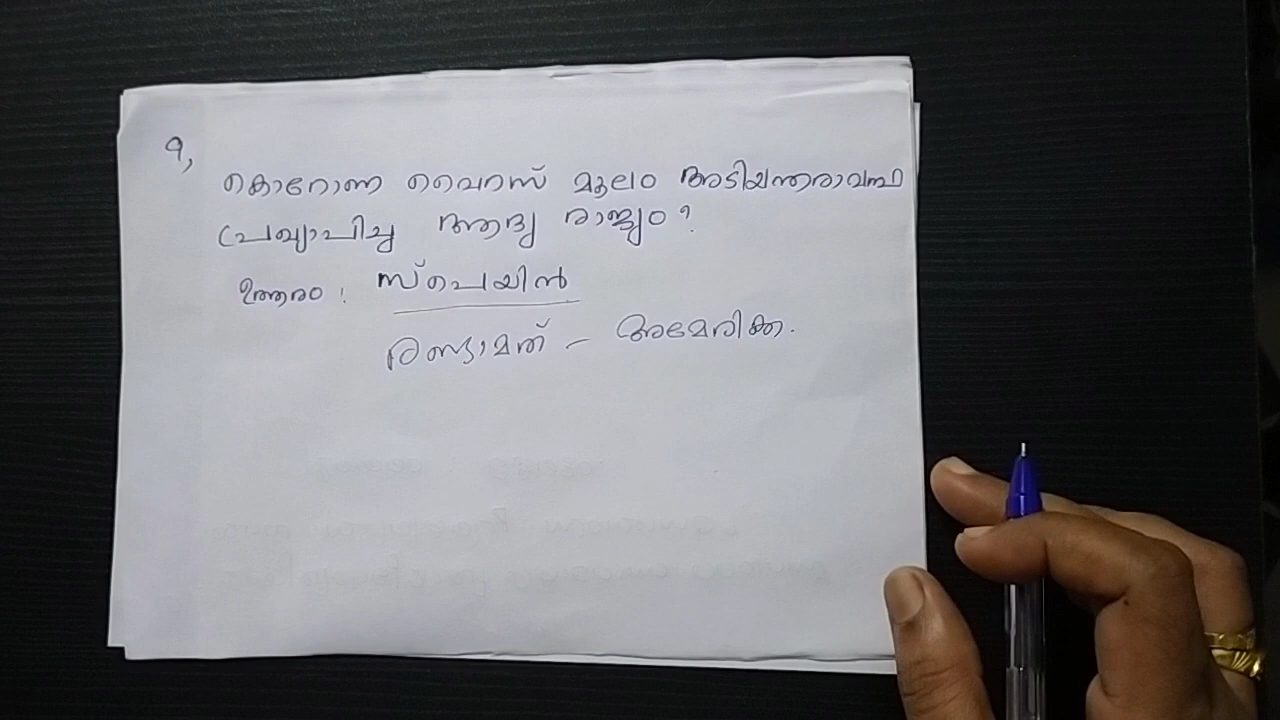 9,
കൊറോണ വൈറസ് മൂലം അടിയന്തരാവസ്ഥ
പ്രഖ്യാപിച്ച ആദ്യ രാജ്യം?
ഉത്തരം: സ്പെയിൻ
രണ്ടാമത് – അമേരിക്ക.